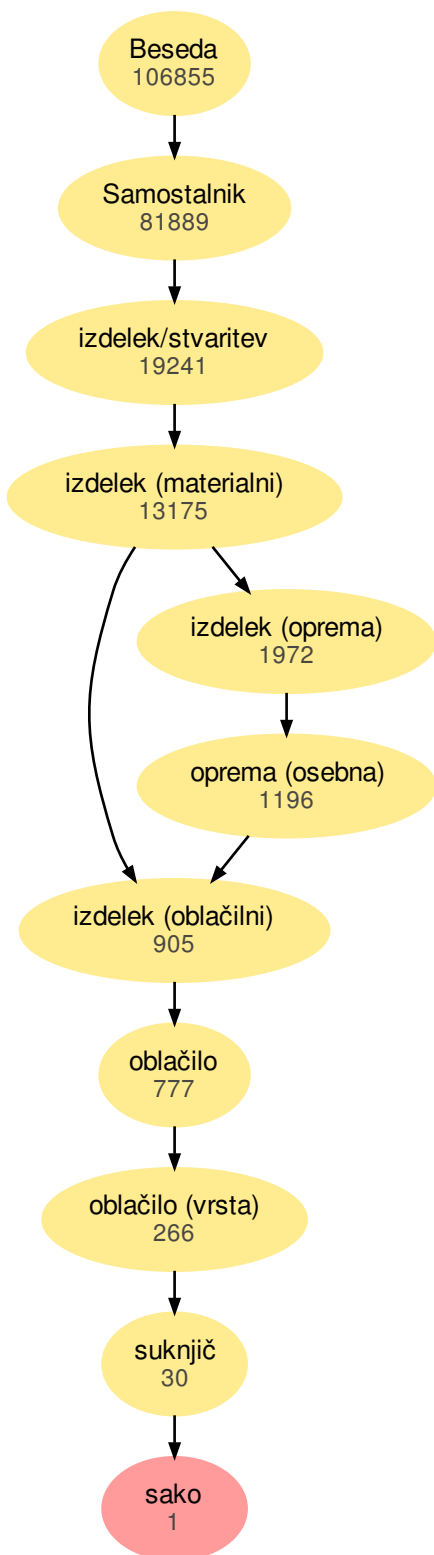 Beseda
106855
Samostalnik
81889
izdelek/stvaritev
19241
izdelek (materialni)
13175
izdelek (oprema)
1972
oprema (osebna)
1196
izdelek (oblačilni)
905
oblačilo
777
oblačilo (vrsta)
266
suknjič
30
sako
1